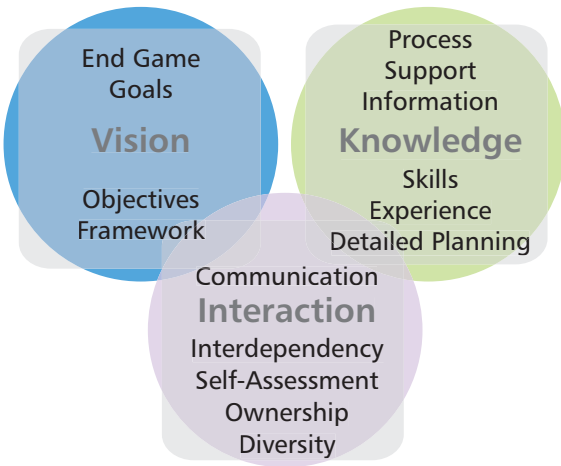 End Game
Goals
Vision
Objectives
Framework
Process
Support
Information
Knowledge
Skills
Experience
Detailed Planning
Communication
Interaction
Interdependency
Self-Assessment
Ownership
Diversity